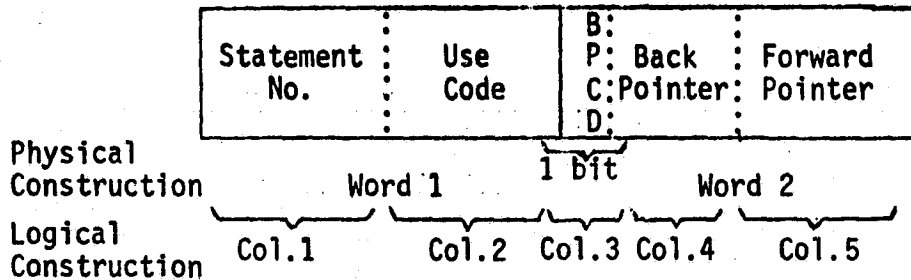 B
Statement Use P Back Forward
No. Code C Pointer Pointer
D
Physical 1 bit
Construction Word 1 Word 2
Logical Col.1 Col.2 Col.3 Col.4 Col.5
Construction